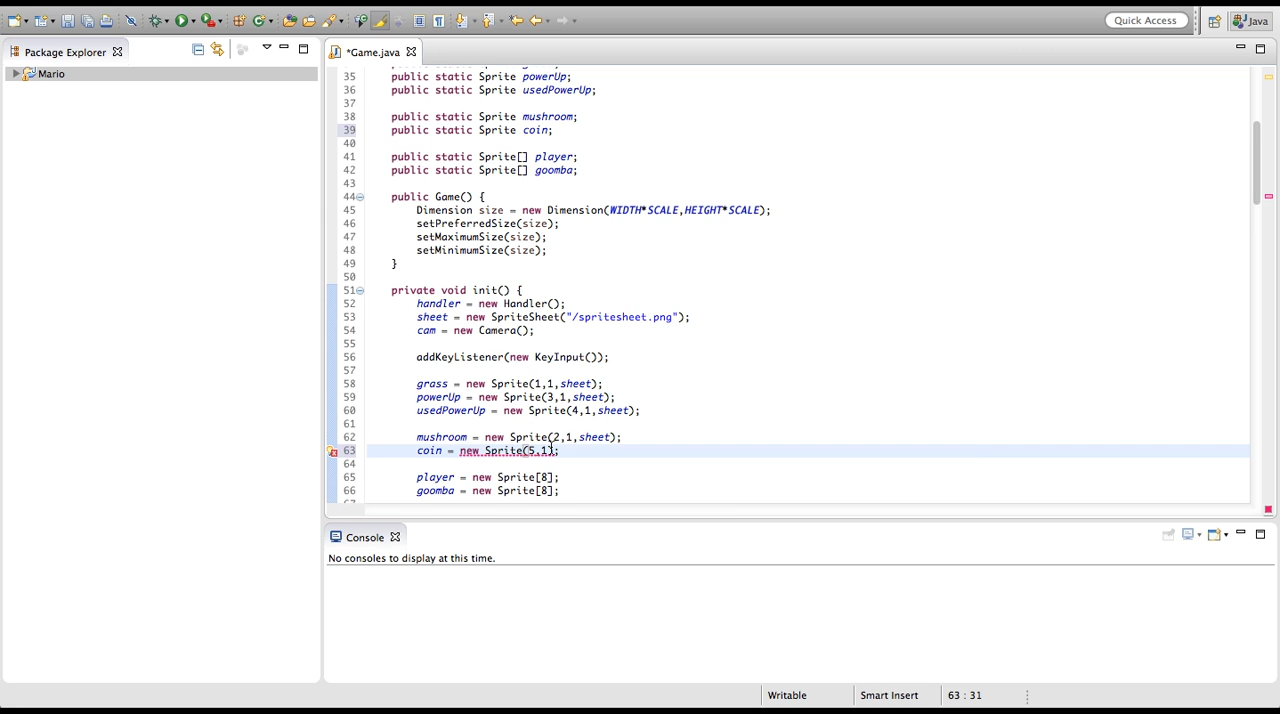 Quick Access
Java
Package Explorer
*Game.java
Mario
35 public static Sprite powerUp;
36 public static Sprite usedPowerUp;
37
38 public static Sprite mushroom;
39 public static Sprite coin;
40
41 public static Sprite[] player;
42 public static Sprite[] goomba;
43
44 public Game() {
45 Dimension size = new Dimension(WIDTH*SCALE,HEIGHT*SCALE);
46 setPreferredSize(size);
47 setMaximumSize(size);
48 setMinimumSize(size);
49 }
50
51 private void init() {
52 handler = new Handler();
53 sheet = new SpriteSheet("/spritesheet.png");
54 cam = new Camera();
55
56 addKeyListener(new KeyInput());
57
58 grass = new Sprite(1,1,sheet);
59 powerUp = new Sprite(3,1,sheet);
60 usedPowerUp = new Sprite(4,1,sheet);
61
62 mushroom = new Sprite(2,1,sheet);
63 coin = new Sprite(5,1);
64
65 player = new Sprite[8];
66 goomba = new Sprite[8];
Console
No consoles to display at this time.
Writable
Smart Insert
63 : 31